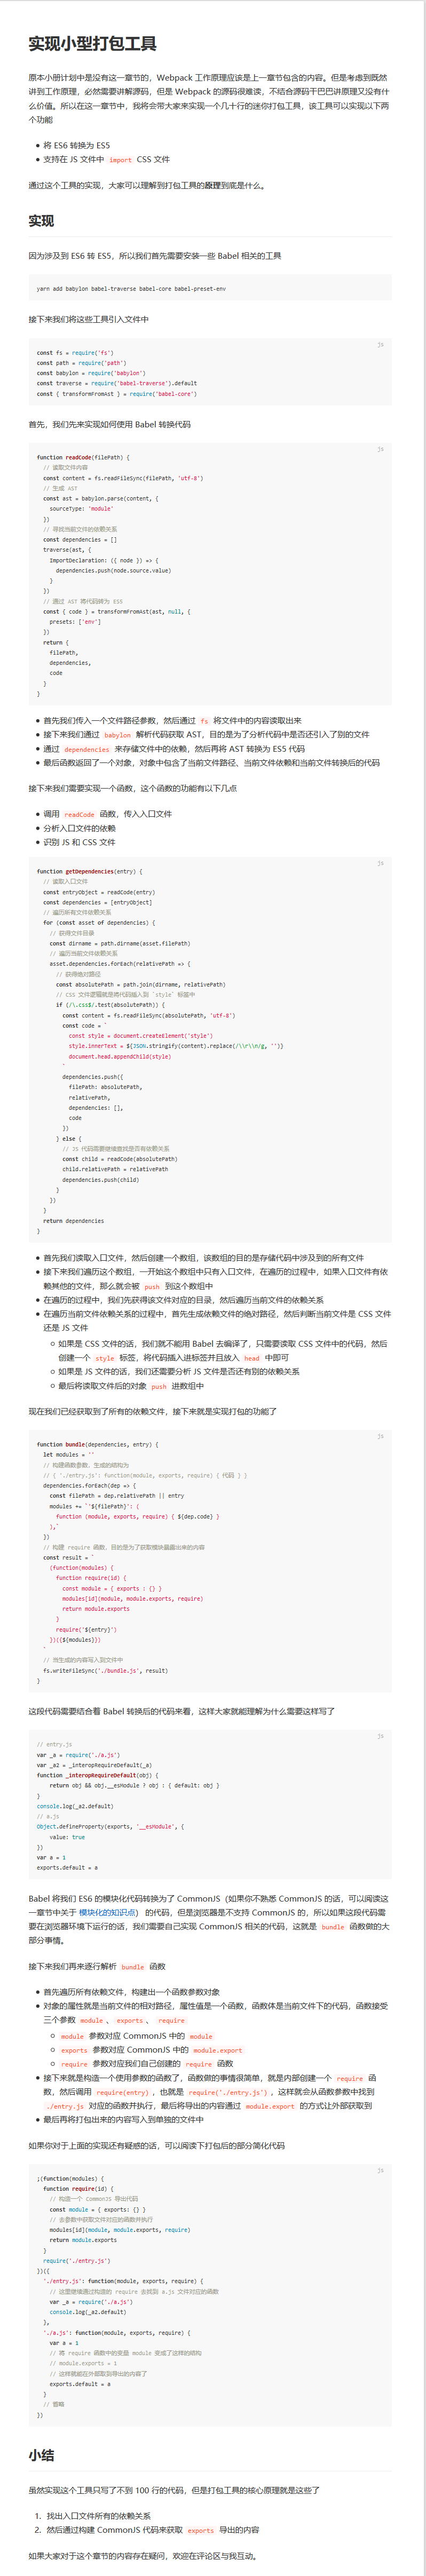 实现小型打包工具
原本小册计划中是没有这一章节的，Webpack 工作原理应该是上一章节包含的内容。但是考虑到既然
讲到工作原理，必然需要讲解源码，但是 Webpack 的源码很难读，不结合源码干巴巴讲原理又没有什
么价值。所以在这一章节中，我将会带大家来实现一个几十行的迷你打包工具，该工具可以实现以下两
个功能
• 将 ES6 转换为 ES5
• 支持在 JS 文件中 import CSS 文件
通过这个工具的实现，大家可以理解到打包工具的原理到底是什么。
实现
因为涉及到 ES6 转 ES5，所以我们首先需要安装一些 Babel 相关的工具
yarn add babylon babel-traverse babel-core babel-preset-env
接下来我们将这些工具引入文件中
js
const fs = require('fs')
const path = require('path')
const babylon = require('babylon')
const traverse = require('babel-traverse').default
const { transformFromAst } = require('babel-core')
首先，我们先来实现如何使用 Babel 转换代码
js
function readCode(filePath) {
  // 读取文件内容
  const content = fs.readFileSync(filePath, 'utf-8')
  // 生成 AST
  const ast = babylon.parse(content, {
    sourceType: 'module'
  })
  // 寻找当前文件的依赖关系
  const dependencies = []
  traverse(ast, {
    ImportDeclaration: ({ node }) => {
      dependencies.push(node.source.value)
    }
  })
  // 通过 AST 将代码转为 ES5
  const { code } = transformFromAst(ast, null, {
    presets: ['env']
  })
  return {
    filePath,
    dependencies,
    code
  }
}
• 首先我们传入一个文件路径参数，然后通过 fs 将文件中的内容读取出来
• 接下来我们通过 babylon 解析代码获取 AST，目的是为了分析代码中是否还引入了别的文件
• 通过 dependencies 来存储文件中的依赖，然后再将 AST 转换为 ES5 代码
• 最后函数返回了一个对象，对象中包含了当前文件路径、当前文件依赖和当前文件转换后的代码
接下来我们需要实现一个函数，这个函数的功能有以下几点
• 调用 readCode 函数，传入入口文件
• 分析入口文件的依赖
• 识别 JS 和 CSS 文件
js
function getDependencies(entry) {
  // 读取入口文件
  const entryObject = readCode(entry)
  const dependencies = [entryObject]
  // 遍历所有文件依赖关系
  for (const asset of dependencies) {
    // 获得文件目录
    const dirname = path.dirname(asset.filePath)
    // 遍历当前文件依赖关系
    asset.dependencies.forEach(relativePath => {
      // 获得绝对路径
      const absolutePath = path.join(dirname, relativePath)
      // CSS 文件逻辑就是将代码插入到 `style` 标签中
      if (/\.css$/.test(absolutePath)) {
        const content = fs.readFileSync(absolutePath, 'utf-8')
        const code = `
          const style = document.createElement('style')
          style.innerText = ${JSON.stringify(content).replace(/\\r\\n/g, '')}
          document.head.appendChild(style)
        `
        dependencies.push({
          filePath: absolutePath,
          relativePath,
          dependencies: [],
          code
        })
      } else {
        // JS 代码需要继续查找是否有依赖关系
        const child = readCode(absolutePath)
        child.relativePath = relativePath
        dependencies.push(child)
      }
    })
  }
  return dependencies
}
• 首先我们读取入口文件，然后创建一个数组，该数组的目的是存储代码中涉及到的所有文件
• 接下来我们遍历这个数组，一开始这个数组中只有入口文件，在遍历的过程中，如果入口文件有依
赖其他的文件，那么就会被 push 到这个数组中
• 在遍历的过程中，我们先获得该文件对应的目录，然后遍历当前文件的依赖关系
• 在遍历当前文件依赖关系的过程中，首先生成依赖文件的绝对路径，然后判断当前文件是 CSS 文件
还是 JS 文件
○ 如果是 CSS 文件的话，我们就不能用 Babel 去编译了，只需要读取 CSS 文件中的代码，然后
创建一个 style 标签，将代码插入进标签并且放入 head 中即可
○ 如果是 JS 文件的话，我们还需要分析 JS 文件是否还有别的依赖关系
○ 最后将读取文件后的对象 push 进数组中
现在我们已经获取到了所有的依赖文件，接下来就是实现打包的功能了
js
function bundle(dependencies, entry) {
  let modules = ''
  // 构建函数参数，生成的结构为
  // { './entry.js': function(module, exports, require) { 代码 } }
  dependencies.forEach(dep => {
    const filePath = dep.relativePath || entry
    modules += `'${filePath}': (
      function (module, exports, require) { ${dep.code} }
    ),`
  })
  // 构建 require 函数，目的是为了获取模块暴露出来的内容
  const result = `
    (function(modules) {
      function require(id) {
        const module = { exports : {} }
        modules[id](module, module.exports, require)
        return module.exports
      }
      require('${entry}')
    })({${modules}})
  `
  // 当生成的内容写入到文件中
  fs.writeFileSync('./bundle.js', result)
}
这段代码需要结合着 Babel 转换后的代码来看，这样大家就能理解为什么需要这样写了
js
// entry.js
var _a = require('./a.js')
var _a2 = _interopRequireDefault(_a)
function _interopRequireDefault(obj) {
    return obj && obj.__esModule ? obj : { default: obj }
}
console.log(_a2.default)
// a.js
Object.defineProperty(exports, '__esModule', {
    value: true
})
var a = 1
exports.default = a
Babel 将我们 ES6 的模块化代码转换为了 CommonJS（如果你不熟悉 CommonJS 的话，可以阅读这
一章节中关于 模块化的知识点） 的代码，但是浏览器是不支持 CommonJS 的，所以如果这段代码需
要在浏览器环境下运行的话，我们需要自己实现 CommonJS 相关的代码，这就是 bundle 函数做的大
部分事情。
接下来我们再来逐行解析 bundle 函数
• 首先遍历所有依赖文件，构建出一个函数参数对象
• 对象的属性就是当前文件的相对路径，属性值是一个函数，函数体是当前文件下的代码，函数接受
三个参数 module 、 exports 、 require
○ module 参数对应 CommonJS 中的 module
○ exports 参数对应 CommonJS 中的 module.export
○ require 参数对应我们自己创建的 require 函数
• 接下来就是构造一个使用参数的函数了，函数做的事情很简单，就是内部创建一个 require 函
数，然后调用 require(entry) ，也就是 require('./entry.js') ，这样就会从函数参数中找到
./entry.js 对应的函数并执行，最后将导出的内容通过 module.export 的方式让外部获取到
• 最后再将打包出来的内容写入到单独的文件中
如果你对于上面的实现还有疑惑的话，可以阅读下打包后的部分简化代码
js
;(function(modules) {
  function require(id) {
    // 构造一个 CommonJS 导出代码
    const module = { exports: {} }
    // 去参数中获取文件对应的函数并执行
    modules[id](module, module.exports, require)
    return module.exports
  }
  require('./entry.js')
})({
  './entry.js': function(module, exports, require) {
    // 这里继续通过构造的 require 去找到 a.js 文件对应的函数
    var _a = require('./a.js')
    console.log(_a2.default)
  },
  './a.js': function(module, exports, require) {
    var a = 1
    // 将 require 函数中的变量 module 变成了这样的结构
    // module.exports = 1
    // 这样就能在外部取到导出的内容了
    exports.default = a
  }
  // 省略
})
小结
虽然实现这个工具只写了不到 100 行的代码，但是打包工具的核心原理就是这些了
1. 找出入口文件所有的依赖关系
2. 然后通过构建 CommonJS 代码来获取 exports 导出的内容
如果大家对于这个章节的内容存在疑问，欢迎在评论区与我互动。